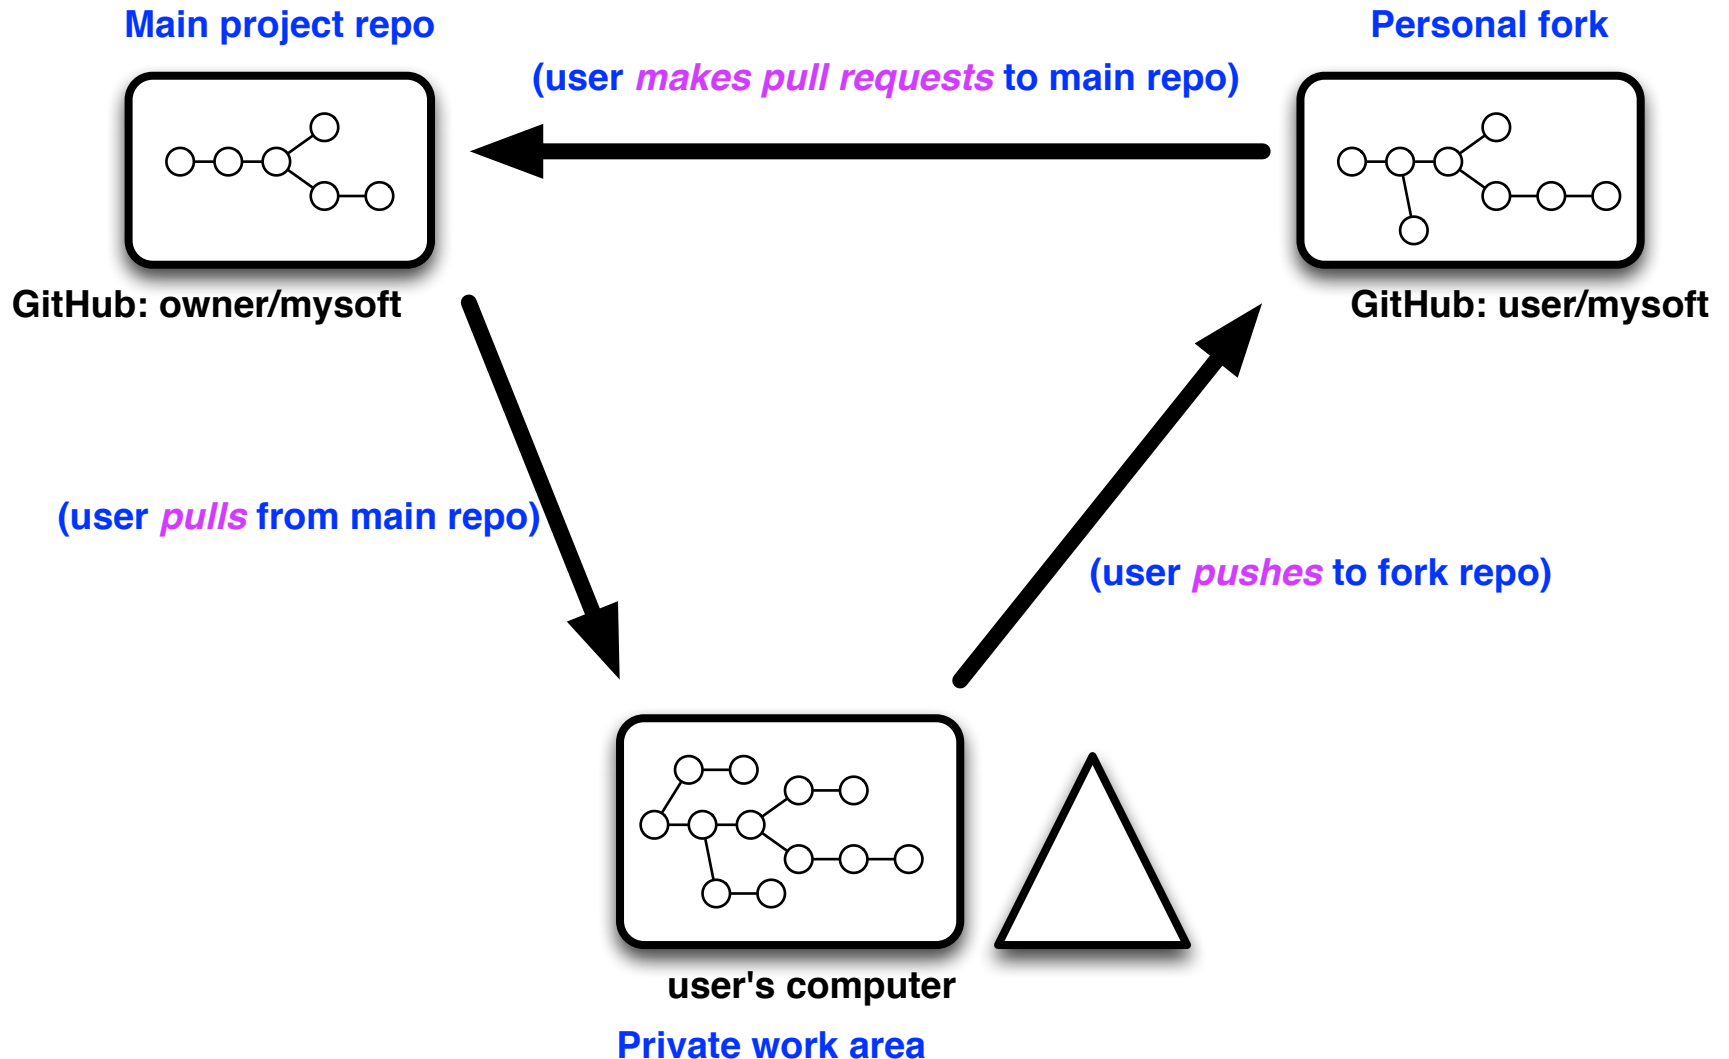 Main project repo
Personal fork
(user makes pull requests to main repo)
GitHub: owner/mysoft
GitHub: user/mysoft
(user pulls from main repo)
(user pushes to fork repo)
user's computer
Private work area